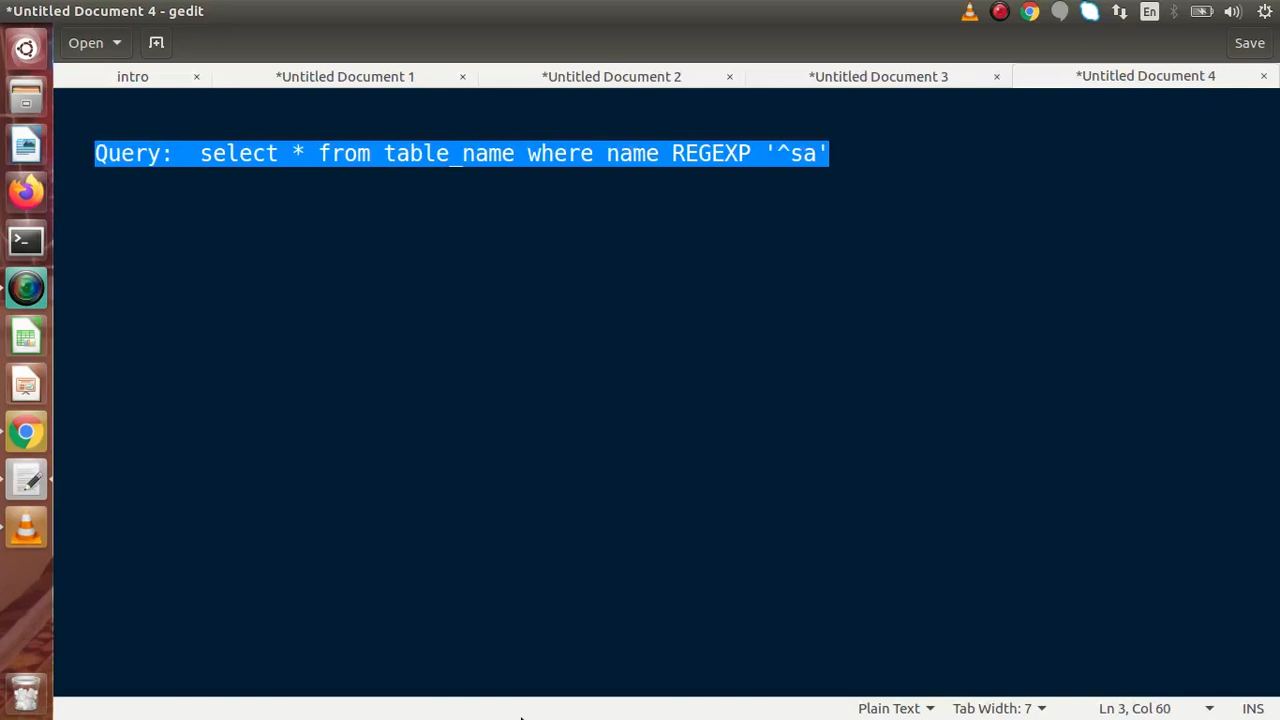 *Untitled Document 4 - gedit
En
Open
Save
intro
*Untitled Document 1
*Untitled Document 2
*Untitled Document 3
*Untitled Document 4
Query:  select * from table_name where name REGEXP '^sa'
Plain Text
Tab Width: 7
Ln 3, Col 60
INS